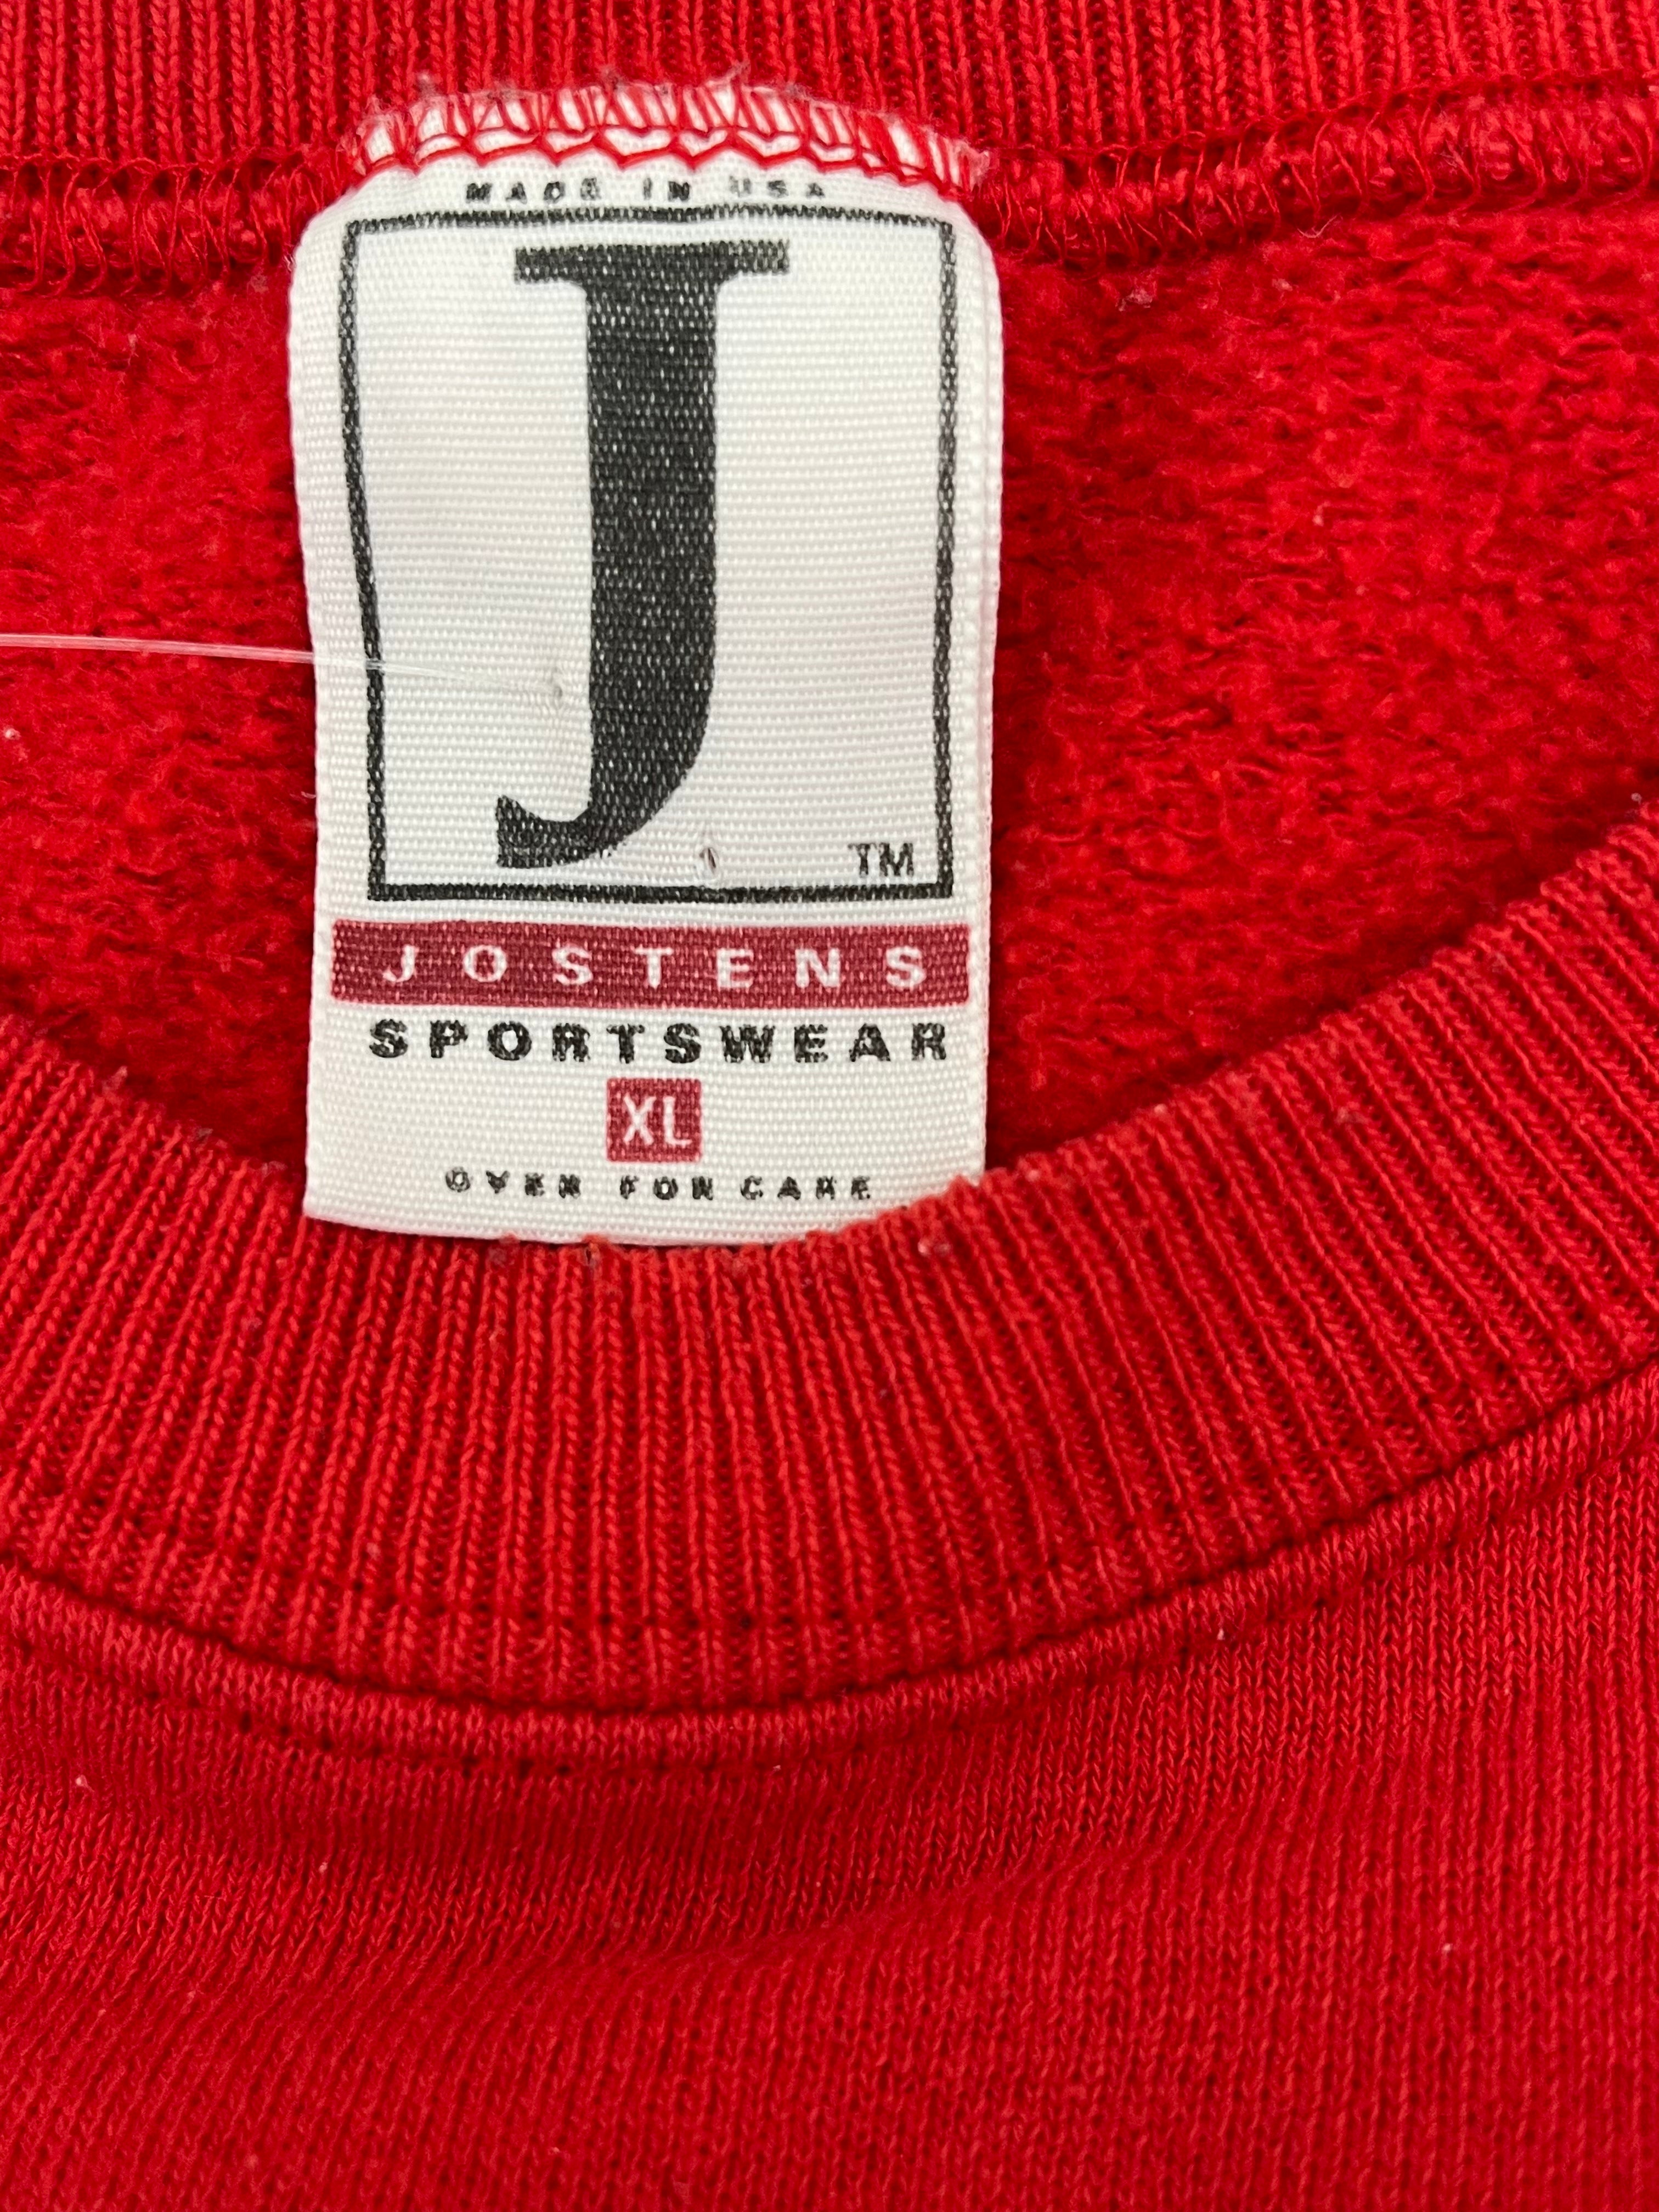 MADE IN USA
J
TM
JOSTENS
SPORTSWEAR
XL
OVER FOR CARE